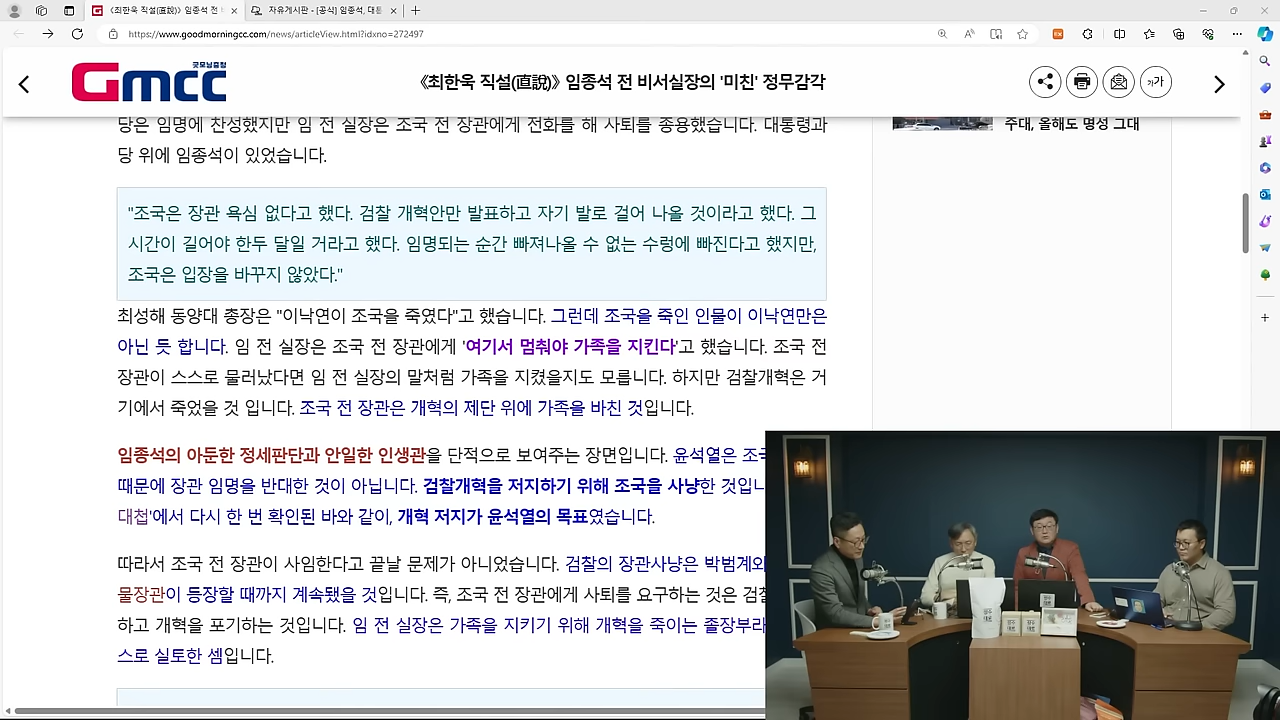 《최한욱 직설(直說)》 임종석 전 비
자유게시판 - [공식] 임종석, 대통
https://www.goodmorningcc.com/news/articleView.html?idxno=272497
굿모닝충청
Gmcc
《최한욱 직설(直說)》 임종석 전 비서실장의 '미친' 정무감각
가가
당은 임명에 찬성했지만 임 전 실장은 조국 전 장관에게 전화를 해 사퇴를 종용했습니다. 대통령과
당 위에 임종석이 있었습니다.
주대, 올해도 명성 그대
"조국은 장관 욕심 없다고 했다. 검찰 개혁안만 발표하고 자기 발로 걸어 나올 것이라고 했다. 그
시간이 길어야 한두 달일 거라고 했다. 임명되는 순간 빠져나올 수 없는 수렁에 빠진다고 했지만,
조국은 입장을 바꾸지 않았다."
최성해 동양대 총장은 "이낙연이 조국을 죽였다"고 했습니다. 그런데 조국을 죽인 인물이 이낙연만은
아닌 듯 합니다. 임 전 실장은 조국 전 장관에게 '여기서 멈춰야 가족을 지킨다'고 했습니다. 조국 전
장관이 스스로 물러났다면 임 전 실장의 말처럼 가족을 지켰을지도 모릅니다. 하지만 검찰개혁은 거
기에서 죽었을 것 입니다. 조국 전 장관은 개혁의 제단 위에 가족을 바친 것입니다.
임종석의 아둔한 정세판단과 안일한 인생관을 단적으로 보여주는 장면입니다. 윤석열은 조국
때문에 장관 임명을 반대한 것이 아닙니다. 검찰개혁을 저지하기 위해 조국을 사냥한 것입니
대첩'에서 다시 한 번 확인된 바와 같이, 개혁 저지가 윤석열의 목표였습니다.
따라서 조국 전 장관이 사임한다고 끝날 문제가 아니었습니다. 검찰의 장관사냥은 박범계와
물장관이 등장할 때까지 계속됐을 것입니다. 즉, 조국 전 장관에게 사퇴를 요구하는 것은 검찰
하고 개혁을 포기하는 것입니다. 임 전 실장은 가족을 지키기 위해 개혁을 죽이는 졸장부라
스로 실토한 셈입니다.